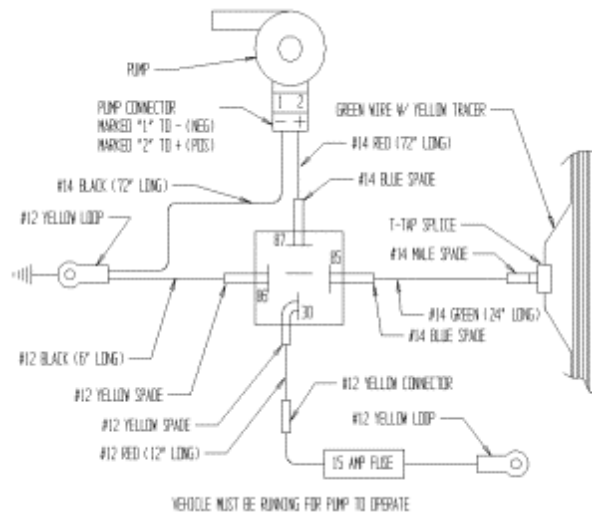 PUMP
1 2
- +
PUMP CONNECTOR
MARKED "1" TO - (NEG)
MARKED "2" TO + (POS)
GREEN WIRE W/ YELLOW TRACER
#14 RED (72" LONG)
#14 BLACK (72" LONG)
#14 BLUE SPADE
#12 YELLOW LOOP
T-TAP SPLICE
#14 MALE SPADE
87
85
86
30
#14 GREEN (24" LONG)
#14 BLUE SPADE
#12 BLACK (6" LONG)
#12 YELLOW SPADE
#12 YELLOW SPADE
#12 RED (12" LONG)
#12 YELLOW CONNECTOR
#12 YELLOW LOOP
15 AMP FUSE
VEHICLE MUST BE RUNNING FOR PUMP TO OPERATE